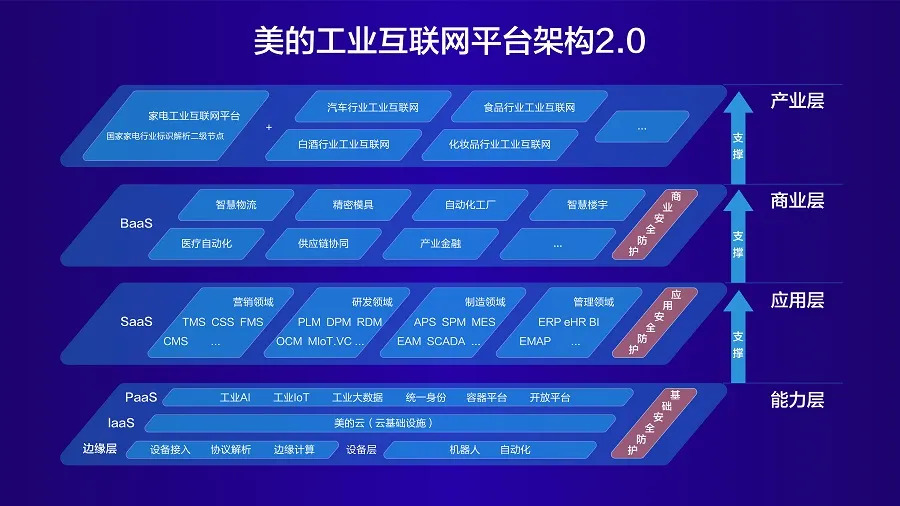 美的工业互联网平台架构2.0
家电工业互联网平台
国家家电行业标识解析二级节点
+
汽车行业工业互联网
食品行业工业互联网
白酒行业工业互联网
化妆品行业工业互联网
...
产业层
支撑
BaaS
智慧物流
精密模具
自动化工厂
智慧楼宇
医疗自动化
供应链协同
产业金融
...
商业安全防护
商业层
支撑
SaaS
营销领域
TMS CSS FMS
CMS ...
研发领域
PLM DPM RDM
OCM MIoT.VC ...
制造领域
APS SPM MES
EAM SCADA ...
管理领域
ERP eHR BI
EMAP ...
应用安全防护
应用层
支撑
PaaS
工业AI 工业IoT 工业大数据 统一身份 容器平台 开放平台
IaaS
美的云（云基础设施）
边缘层
设备接入 协议解析 边缘计算
设备层
机器人 自动化
基础安全防护
能力层